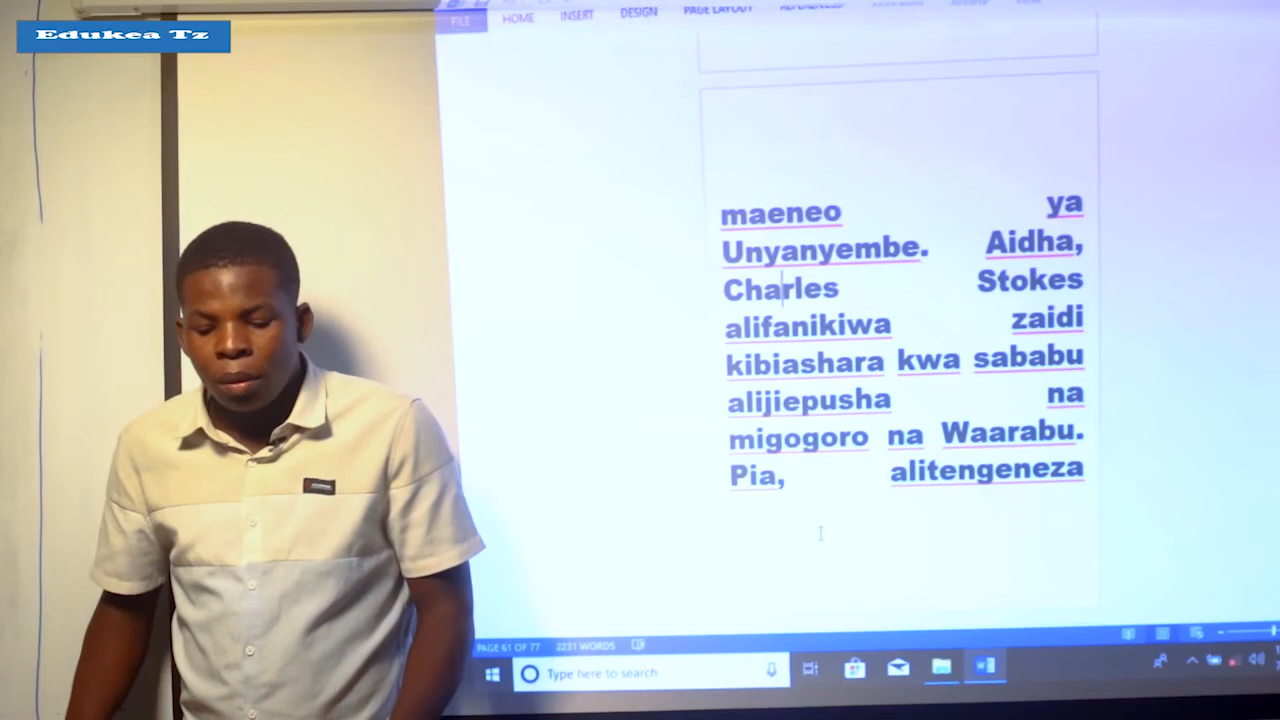 Edukea Tz
FILE HOME INSERT DESIGN PAGE LAYOUT REFERENCES
maeneo ya
Unyanyembe. Aidha,
Charles Stokes
alifanikiwa zaidi
kibiashara kwa sababu
alijiepusha na
migogoro na Waarabu.
Pia, alitengeneza
PAGE 61 OF 77 2231 WORDS
Type here to search